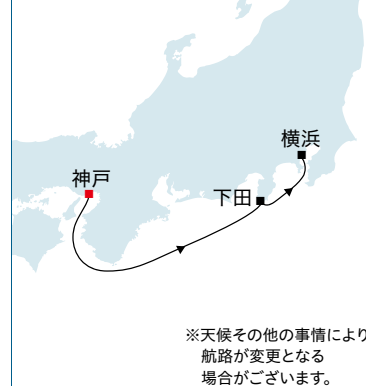 横浜
神戸
下田
※天候その他の事情により
航路が変更となる
場合がございます。